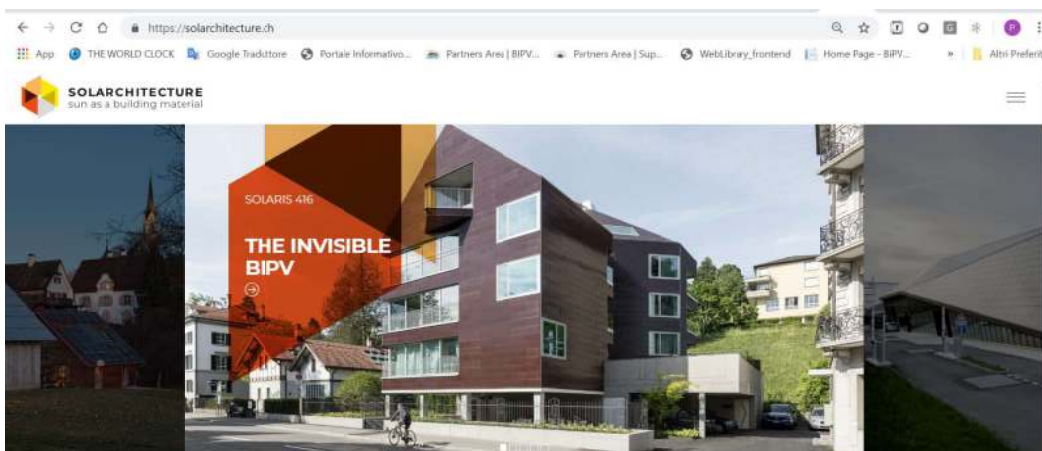 https://solarchitecture.ch
App THE WORLD CLOCK Google Traduttore Portale Informativo... Partners Area | BIPV... Partners Area | Sup... WebLibrary_frontend Home Page - BiPV... » Altri Preferiti
SOLARCHITECTURE
sun as a building material
SOLARIS 416
THE INVISIBLE
BIPV